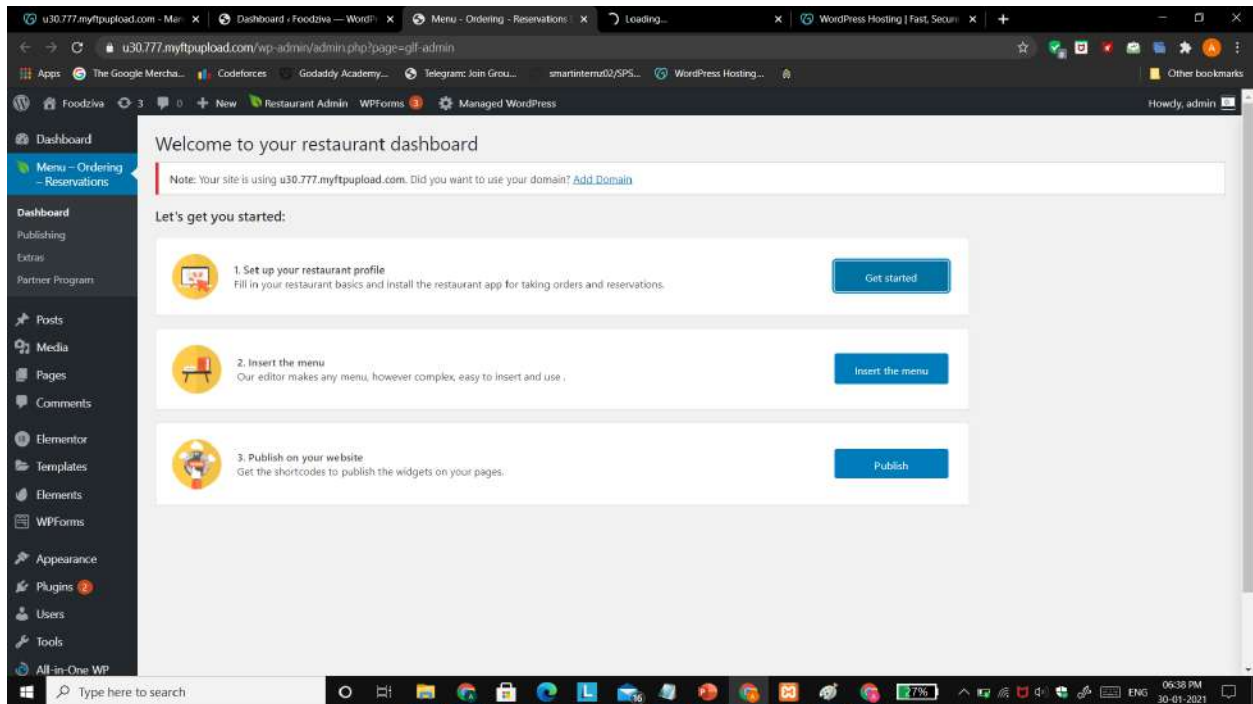 u30.777.myftpupload.com - Man
Dashboard ‹ Foodziva — WordP
Menu - Ordering - Reservations
Loading...
WordPress Hosting | Fast, Secure
u30.777.myftpupload.com/wp-admin/admin.php?page=glf-admin
Apps
The Google Mercha...
Codeforces
Godaddy Academy...
Telegram: Join Grou...
smartinternz02/SPS...
WordPress Hosting...
Other bookmarks
Foodziva 3 0 + New Restaurant Admin WPForms 3 Managed WordPress Howdy, admin
Dashboard
Menu – Ordering
– Reservations
Dashboard
Publishing
Extras
Partner Program
Posts
Media
Pages
Comments
Elementor
Templates
Elements
WPForms
Appearance
Plugins 2
Users
Tools
All-in-One WP
Welcome to your restaurant dashboard
Note: Your site is using u30.777.myftpupload.com. Did you want to use your domain? Add Domain
Let's get you started:
1. Set up your restaurant profile
Fill in your restaurant basics and install the restaurant app for taking orders and reservations.
Get started
2. Insert the menu
Our editor makes any menu, however complex, easy to insert and use .
Insert the menu
3. Publish on your website
Get the shortcodes to publish the widgets on your pages.
Publish
Type here to search
27%
ENG
06:38 PM
30-01-2021